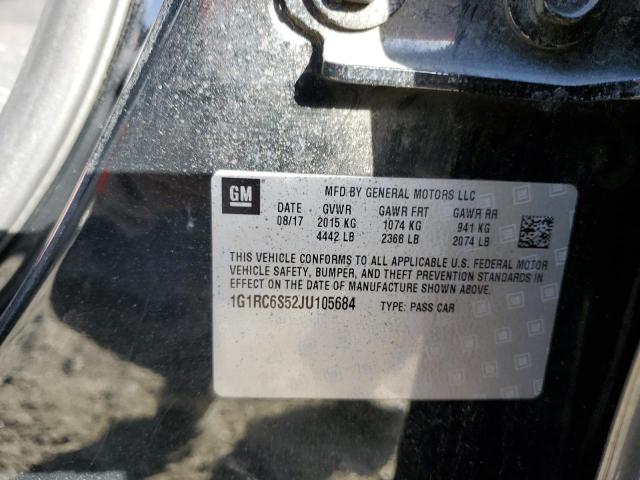 GM
MFD BY GENERAL MOTORS LLC
DATE GVWR GAWR FRT GAWR RR
08/17 2015 KG 1074 KG 941 KG
4442 LB 2368 LB 2074 LB
THIS VEHICLE CONFORMS TO ALL APPLICABLE U.S. FEDERAL MOTOR
VEHICLE SAFETY, BUMPER, AND THEFT PREVENTION STANDARDS IN
EFFECT ON THE DATE OF MANUFACTURE SHOWN ABOVE.
1G1RC6S52JU105684 TYPE: PASS CAR